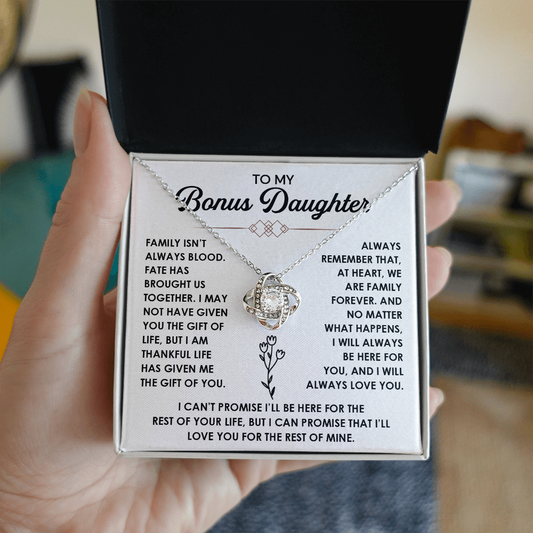 TO MY
Bonus Daughter
FAMILY ISN'T
ALWAYS BLOOD.
FATE HAS
BROUGHT US
TOGETHER. I MAY
NOT HAVE GIVEN
YOU THE GIFT OF
LIFE, BUT I AM
THANKFUL LIFE
HAS GIVEN ME
THE GIFT OF YOU.
ALWAYS
REMEMBER THAT,
AT HEART, WE
ARE FAMILY
FOREVER. AND
NO MATTER
WHAT HAPPENS,
I WILL ALWAYS
BE HERE FOR
YOU, AND I WILL
ALWAYS LOVE YOU.
I CAN'T PROMISE I'LL BE HERE FOR THE
REST OF YOUR LIFE, BUT I CAN PROMISE THAT I'LL
LOVE YOU FOR THE REST OF MINE.